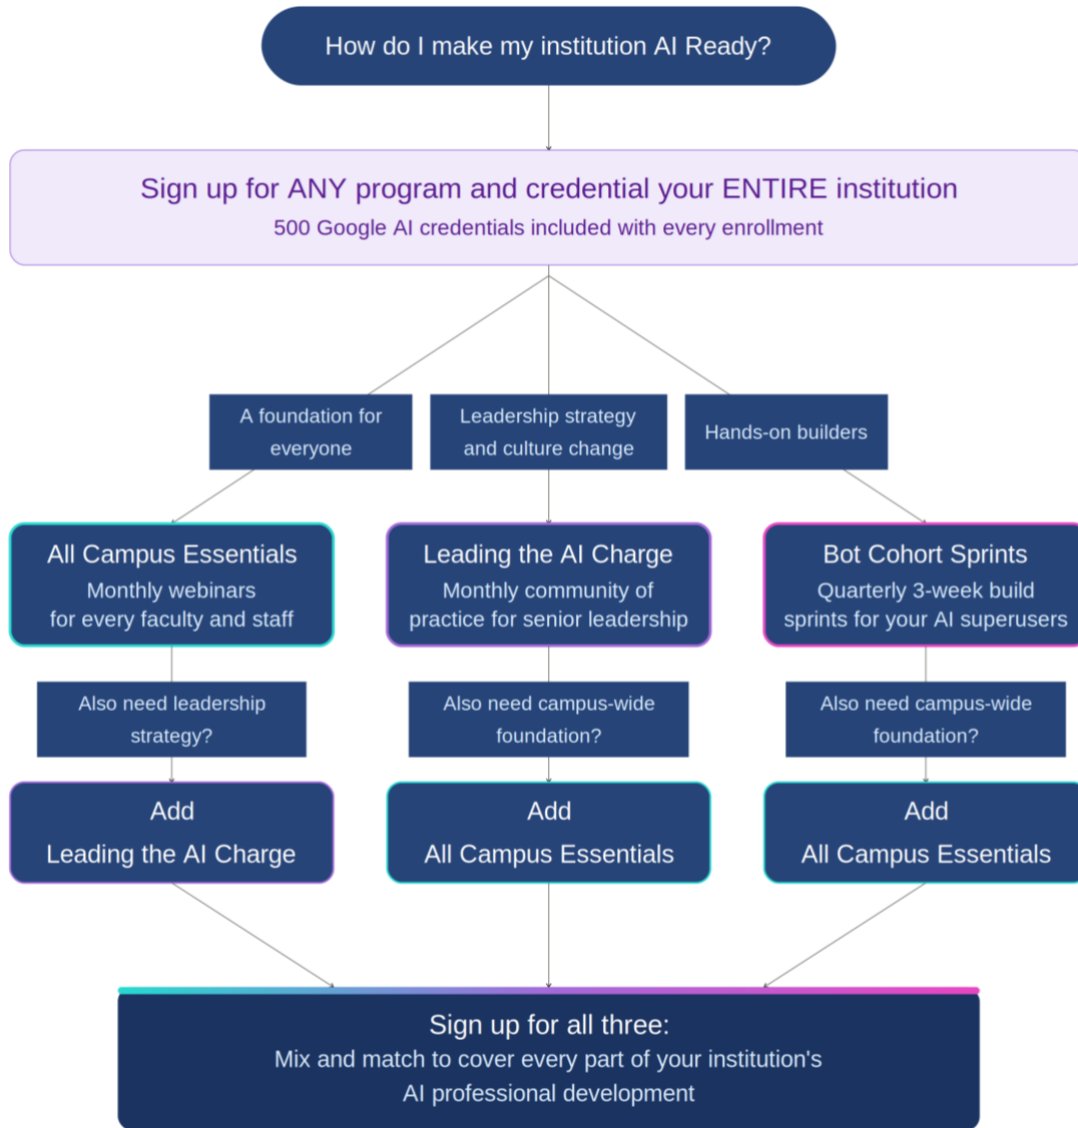 How do I make my institution AI Ready?
Sign up for ANY program and credential your ENTIRE institution
500 Google AI credentials included with every enrollment
A foundation for
everyone
Leadership strategy
and culture change
Hands-on builders
All Campus Essentials
Monthly webinars
for every faculty and staff
Leading the AI Charge
Monthly community of
practice for senior leadership
Bot Cohort Sprints
Quarterly 3-week build
sprints for your AI superusers
Also need leadership
strategy?
Also need campus-wide
foundation?
Also need campus-wide
foundation?
Add
Leading the AI Charge
Add
All Campus Essentials
Add
All Campus Essentials
Sign up for all three:
Mix and match to cover every part of your institution's
AI professional development